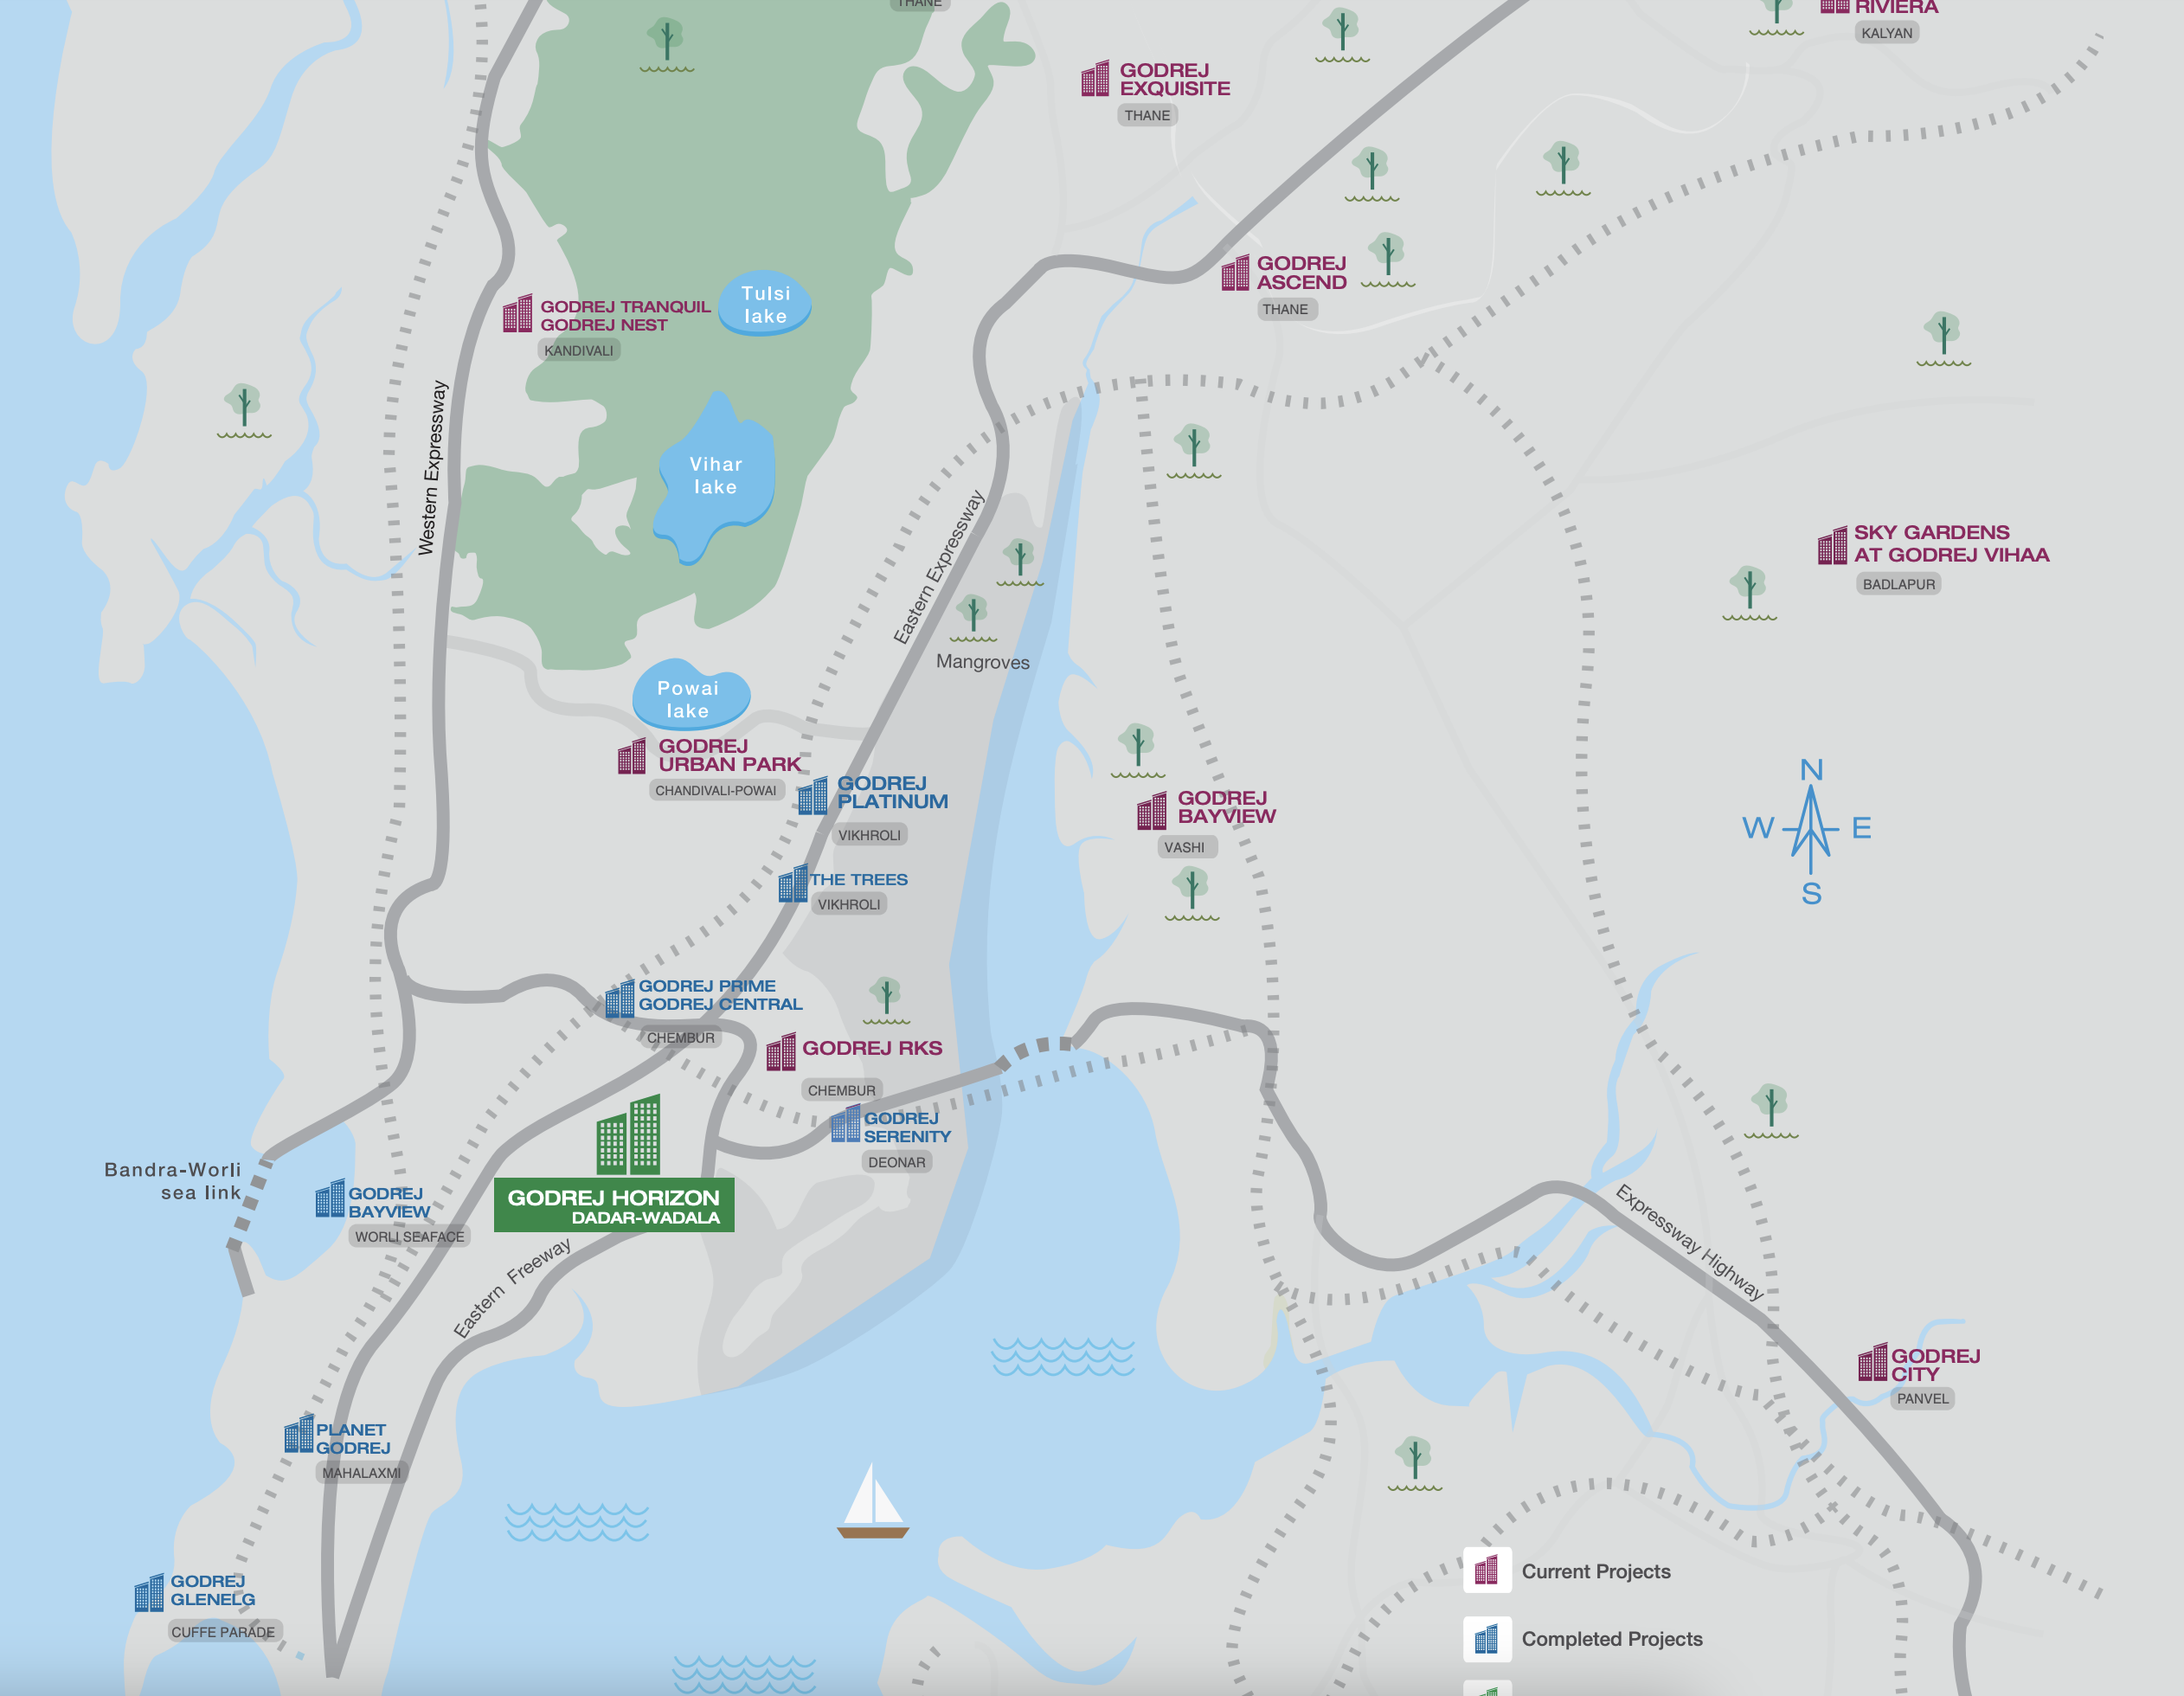 THANE
RIVIERA
KALYAN
GODREJ
EXQUISITE
THANE
GODREJ
ASCEND
THANE
GODREJ TRANQUIL
GODREJ NEST
KANDIVALI
Tulsi
lake
Western Expressway
Vihar
lake
Eastern Expressway
SKY GARDENS
AT GODREJ VIHAA
BADLAPUR
Mangroves
Powai
lake
GODREJ
URBAN PARK
CHANDIVALI-POWAI
GODREJ
PLATINUM
VIKHROLI
GODREJ
BAYVIEW
VASHI
N
W
E
S
THE TREES
VIKHROLI
GODREJ PRIME
GODREJ CENTRAL
CHEMBUR
GODREJ RKS
CHEMBUR
GODREJ
SERENITY
DEONAR
Bandra-Worli
sea link
GODREJ
BAYVIEW
WORLI SEAFACE
GODREJ HORIZON
DADAR-WADALA
Eastern Freeway
Expressway Highway
GODREJ
CITY
PANVEL
PLANET
GODREJ
MAHALAXMI
GODREJ
GLENELG
CUFFE PARADE
Current Projects
Completed Projects